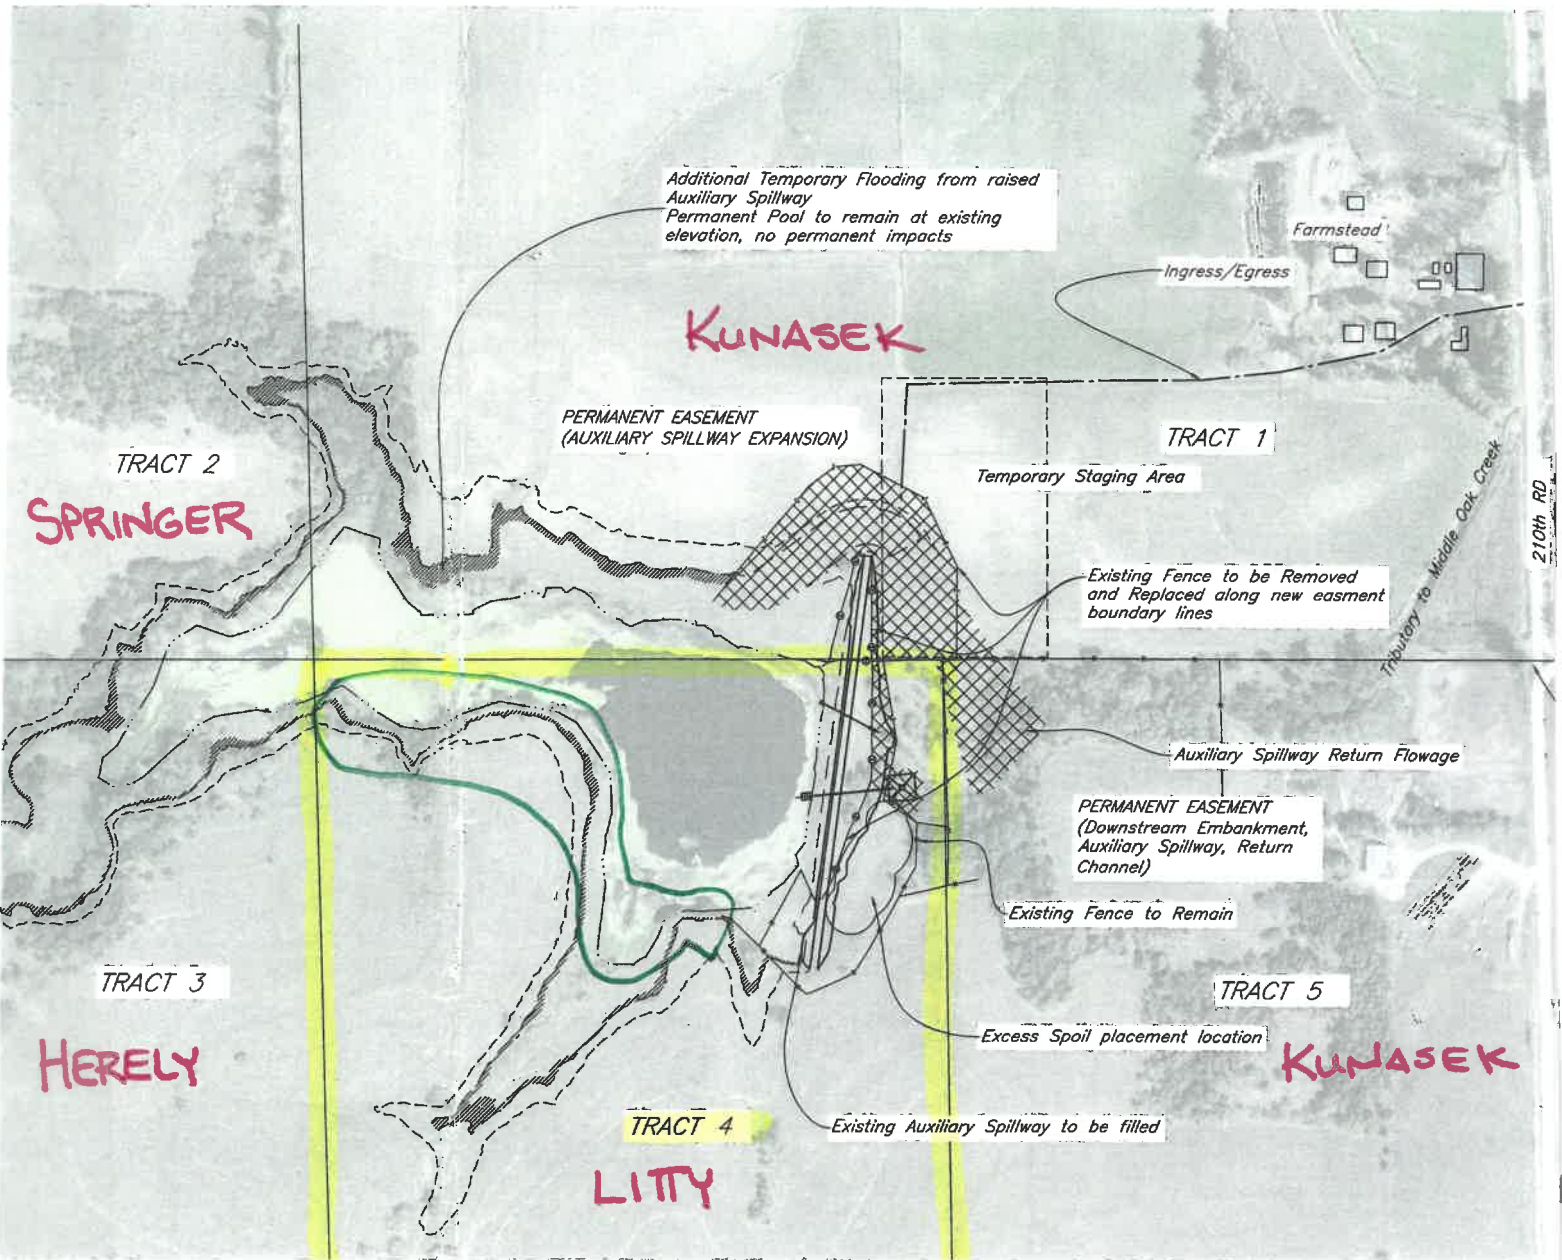 Additional Temporary Flooding from raised
Auxiliary Spillway
Permanent Pool to remain at existing
elevation, no permanent impacts
Farmstead
Ingress/Egress
KUNASEK
PERMANENT EASEMENT
(AUXILIARY SPILLWAY EXPANSION)
TRACT 1
TRACT 2
Temporary Staging Area
SPRINGER
Tributary to Middle Oak Creek
210th RD
Existing Fence to be Removed
and Replaced along new easment
boundary lines
Auxiliary Spillway Return Flowage
PERMANENT EASEMENT
(Downstream Embankment,
Auxiliary Spillway, Return
Channel)
Existing Fence to Remain
TRACT 3
TRACT 5
Excess Spoil placement location
HERELY
KUNASEK
TRACT 4
Existing Auxiliary Spillway to be filled
LITTY